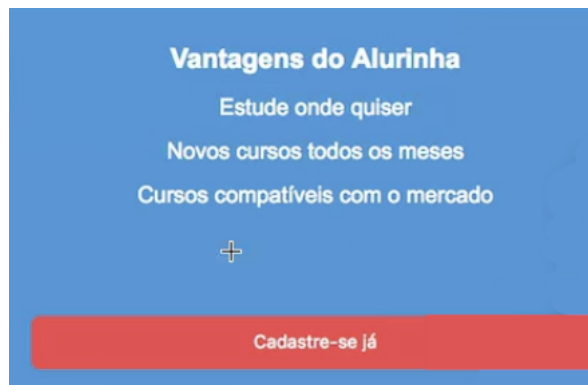 Vantagens do Alurinha
Estude onde quiser
Novos cursos todos os meses
Cursos compatíveis com o mercado
Cadastre-se já